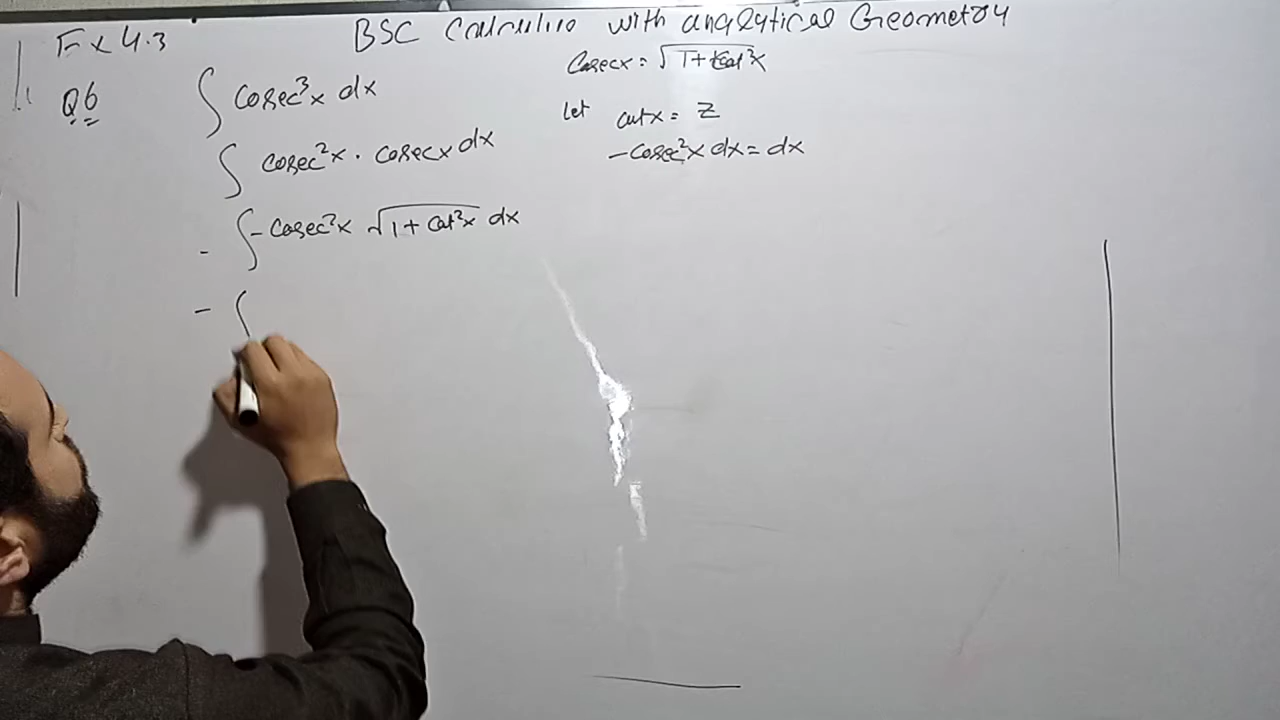 Ex 4.3
BSC Calculus with analytical Geometry
Q6
∫ cosec³x dx
∫ cosec²x · cosecx dx
- ∫ -cosec²x √1+cot²x dx
- ∫
Cosecx = √1+cot²x
let cotx = z
-cosec²x dx = dx